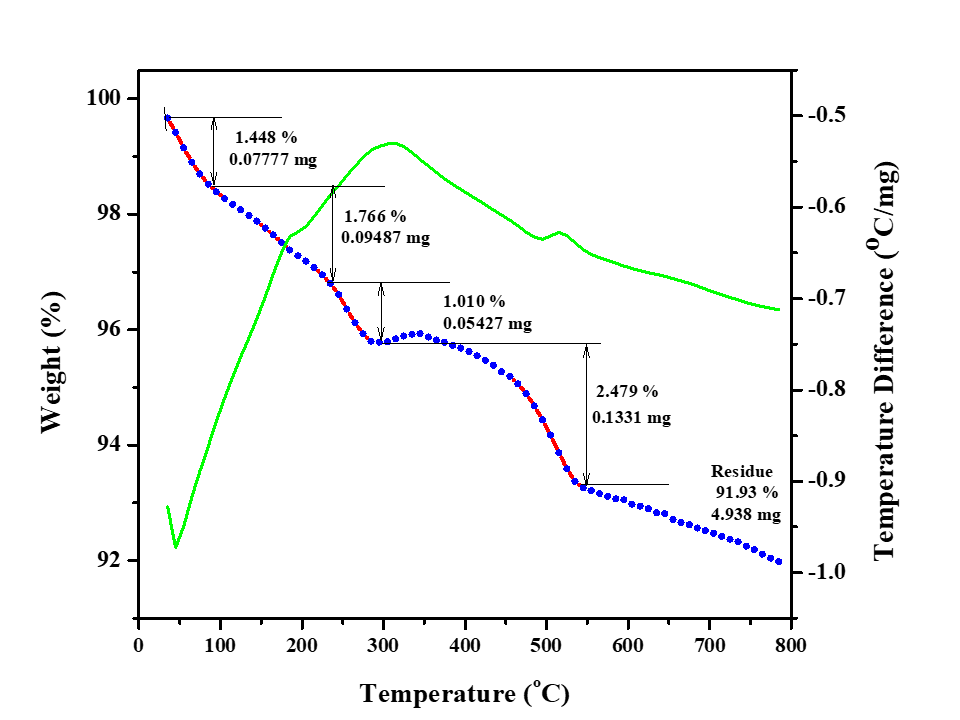 1.448 %
0.07777 mg
1.766 %
0.09487 mg
1.010 %
0.05427 mg
2.479 %
0.1331 mg
Residue
91.93 %
4.938 mg
Weight (%)
100
98
96
94
92
0
100
200
300
400
500
600
700
800
Temperature (°C)
-0.5
-0.6
-0.7
-0.8
-0.9
-1.0
Temperature Difference (°C/mg)